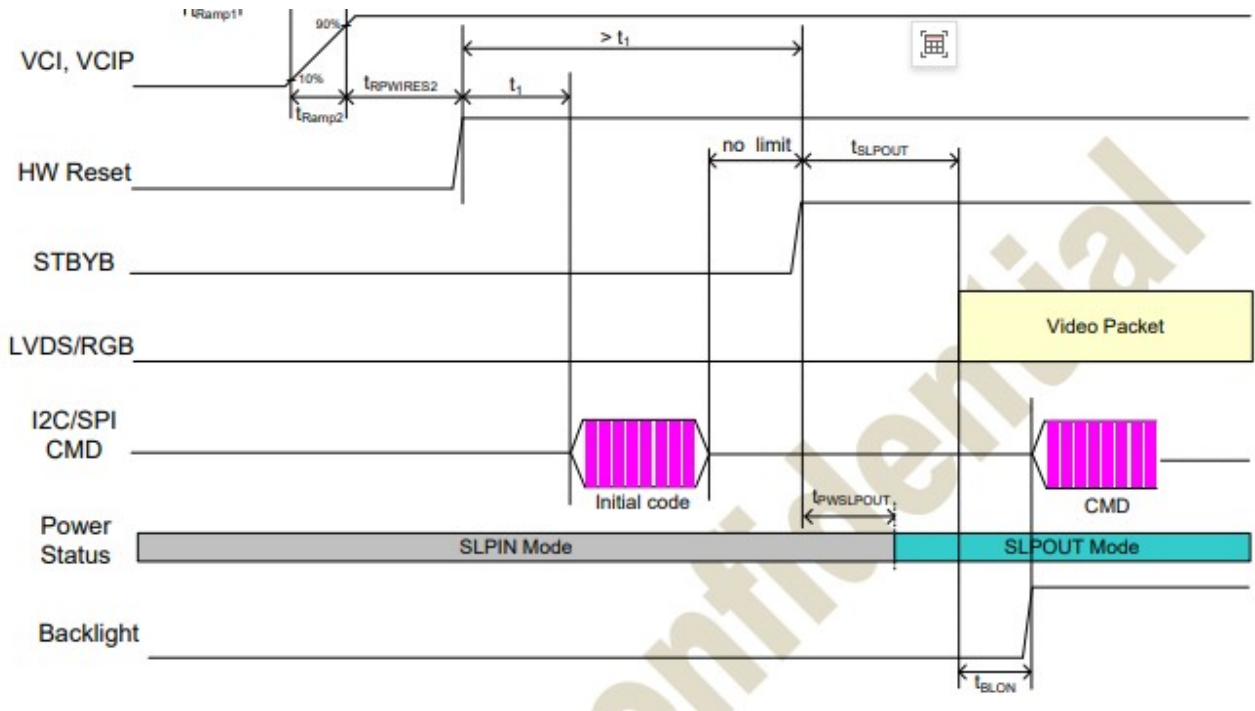 tRamp1
90%
> t1
VCI, VCIP
10%
tRPWIRES2
t1
tRamp2
no limit
tSLPOUT
HW Reset
STBYB
Video Packet
LVDS/RGB
I2C/SPI
CMD
Initial code
tPWSLPOUT
CMD
Power
Status
SLPIN Mode
SLPOUT Mode
Backlight
tBLON
onfidential